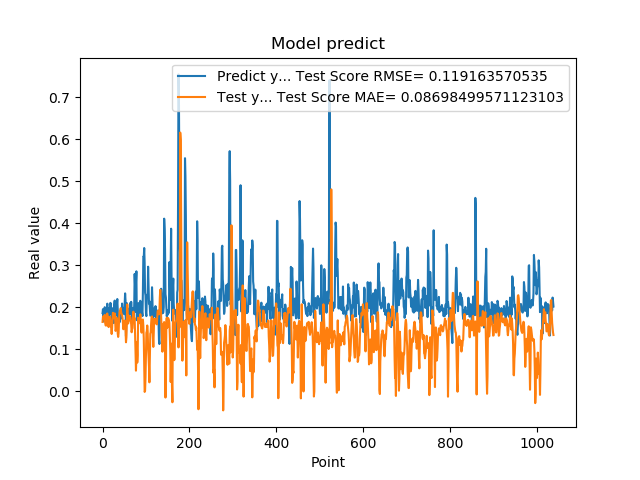 Model predict
Predict y... Test Score RMSE= 0.119163570535
Test y... Test Score MAE= 0.08698499571123103
0.7
0.6
0.5
0.4
0.3
0.2
0.1
0.0
Real value
0 200 400 600 800 1000
Point